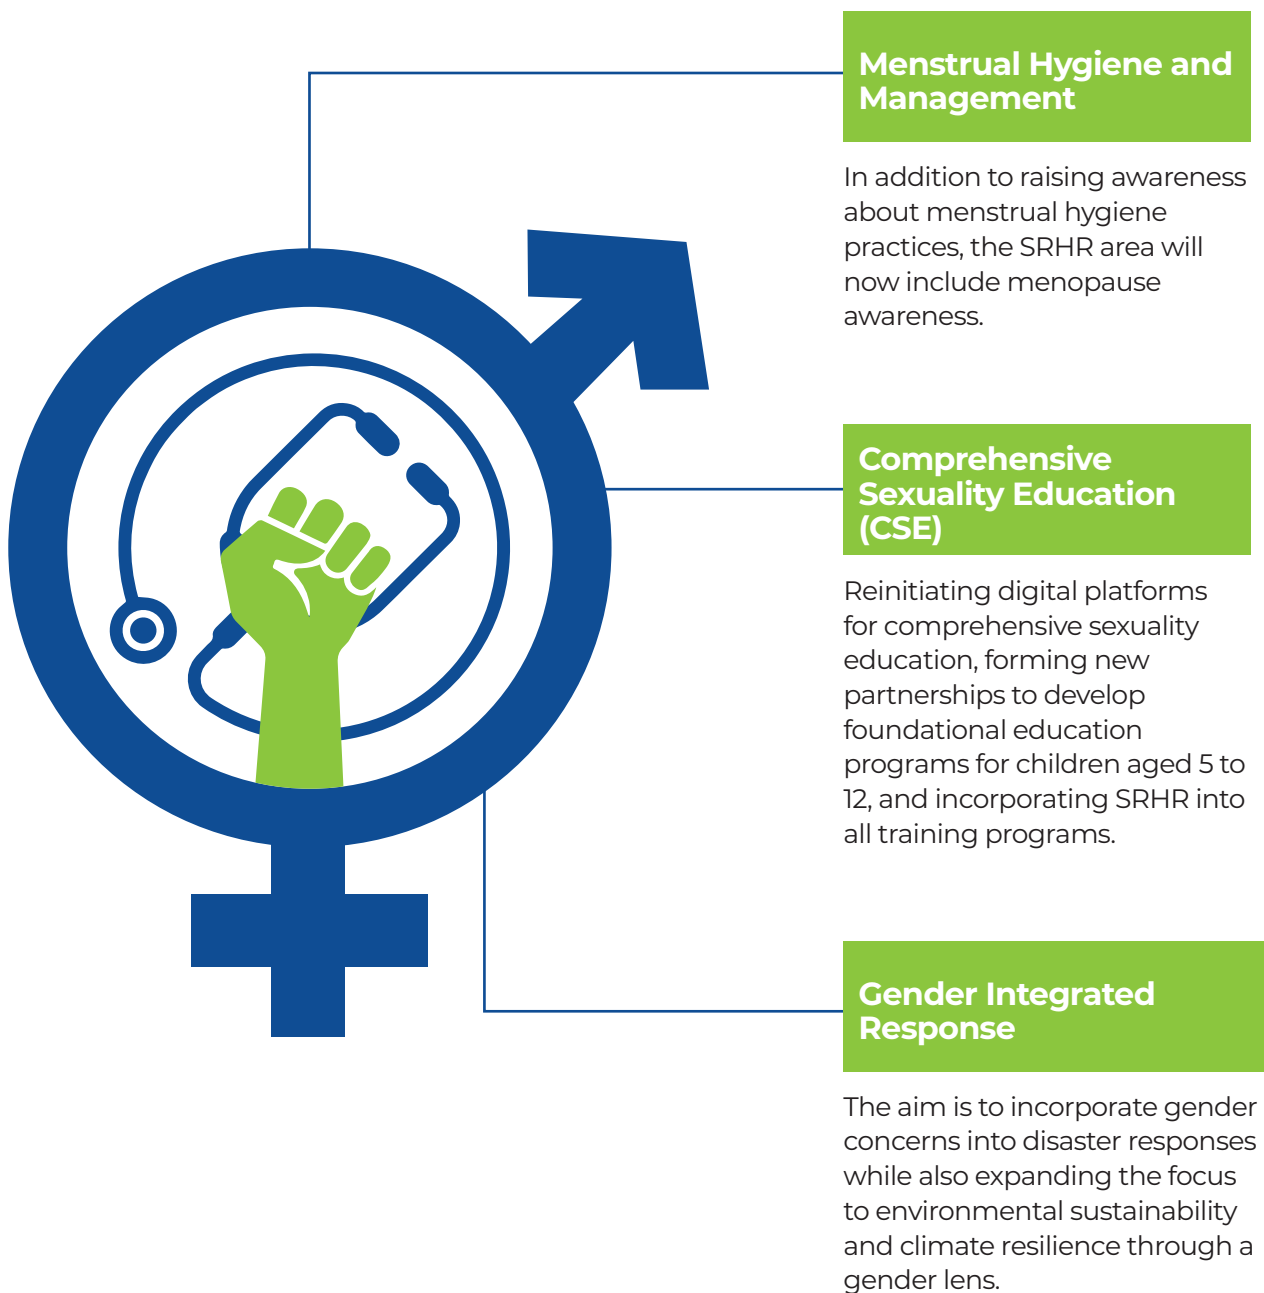 Menstrual Hygiene and
Management
In addition to raising awareness
about menstrual hygiene
practices, the SRHR area will
now include menopause
awareness.
Comprehensive
Sexuality Education
(CSE)
Reinitiating digital platforms
for comprehensive sexuality
education, forming new
partnerships to develop
foundational education
programs for children aged 5 to
12, and incorporating SRHR into
all training programs.
Gender Integrated
Response
The aim is to incorporate gender
concerns into disaster responses
while also expanding the focus
to environmental sustainability
and climate resilience through a
gender lens.